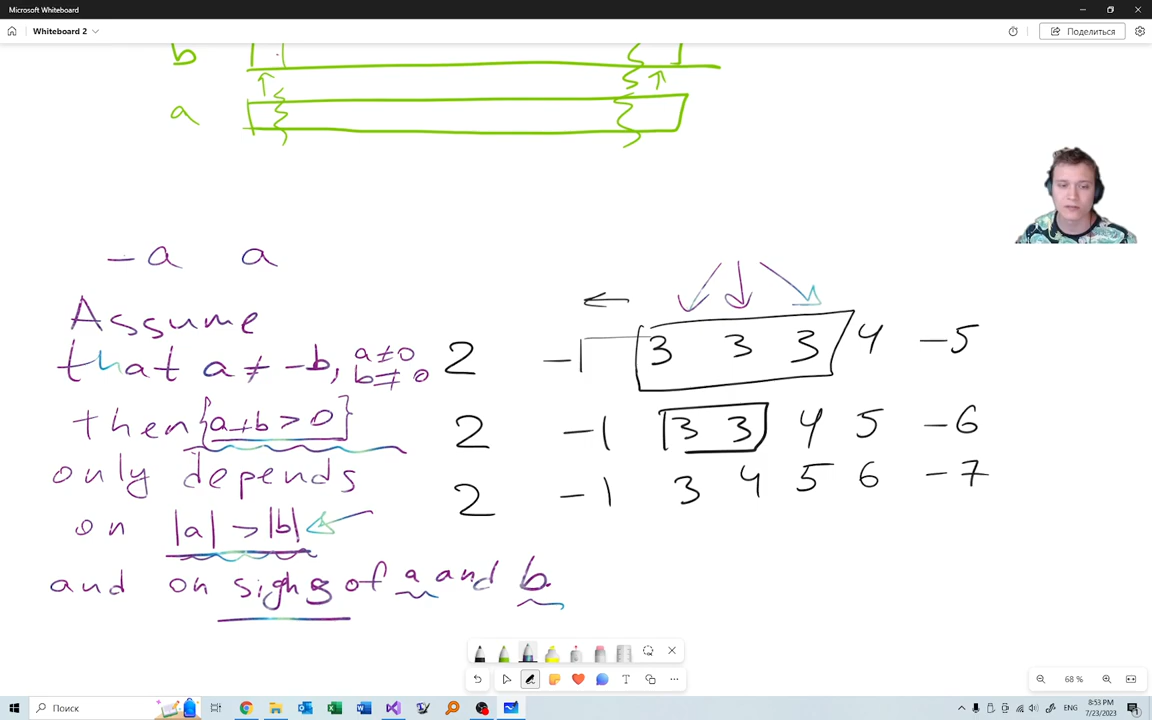 Microsoft Whiteboard
Whiteboard 2
Поделиться
b
a
-a a
Assume
that a ≠ -b, a≠0
b≠0
then {a+b > 0}
only depends
on |a| > |b|
and on signs of a and b
2 -1 3 3 3 4 -5
2 -1 3 3 4 5 -6
2 -1 3 4 5 6 -7
68 %
Поиск
ENG
8:53 PM
7/23/2023